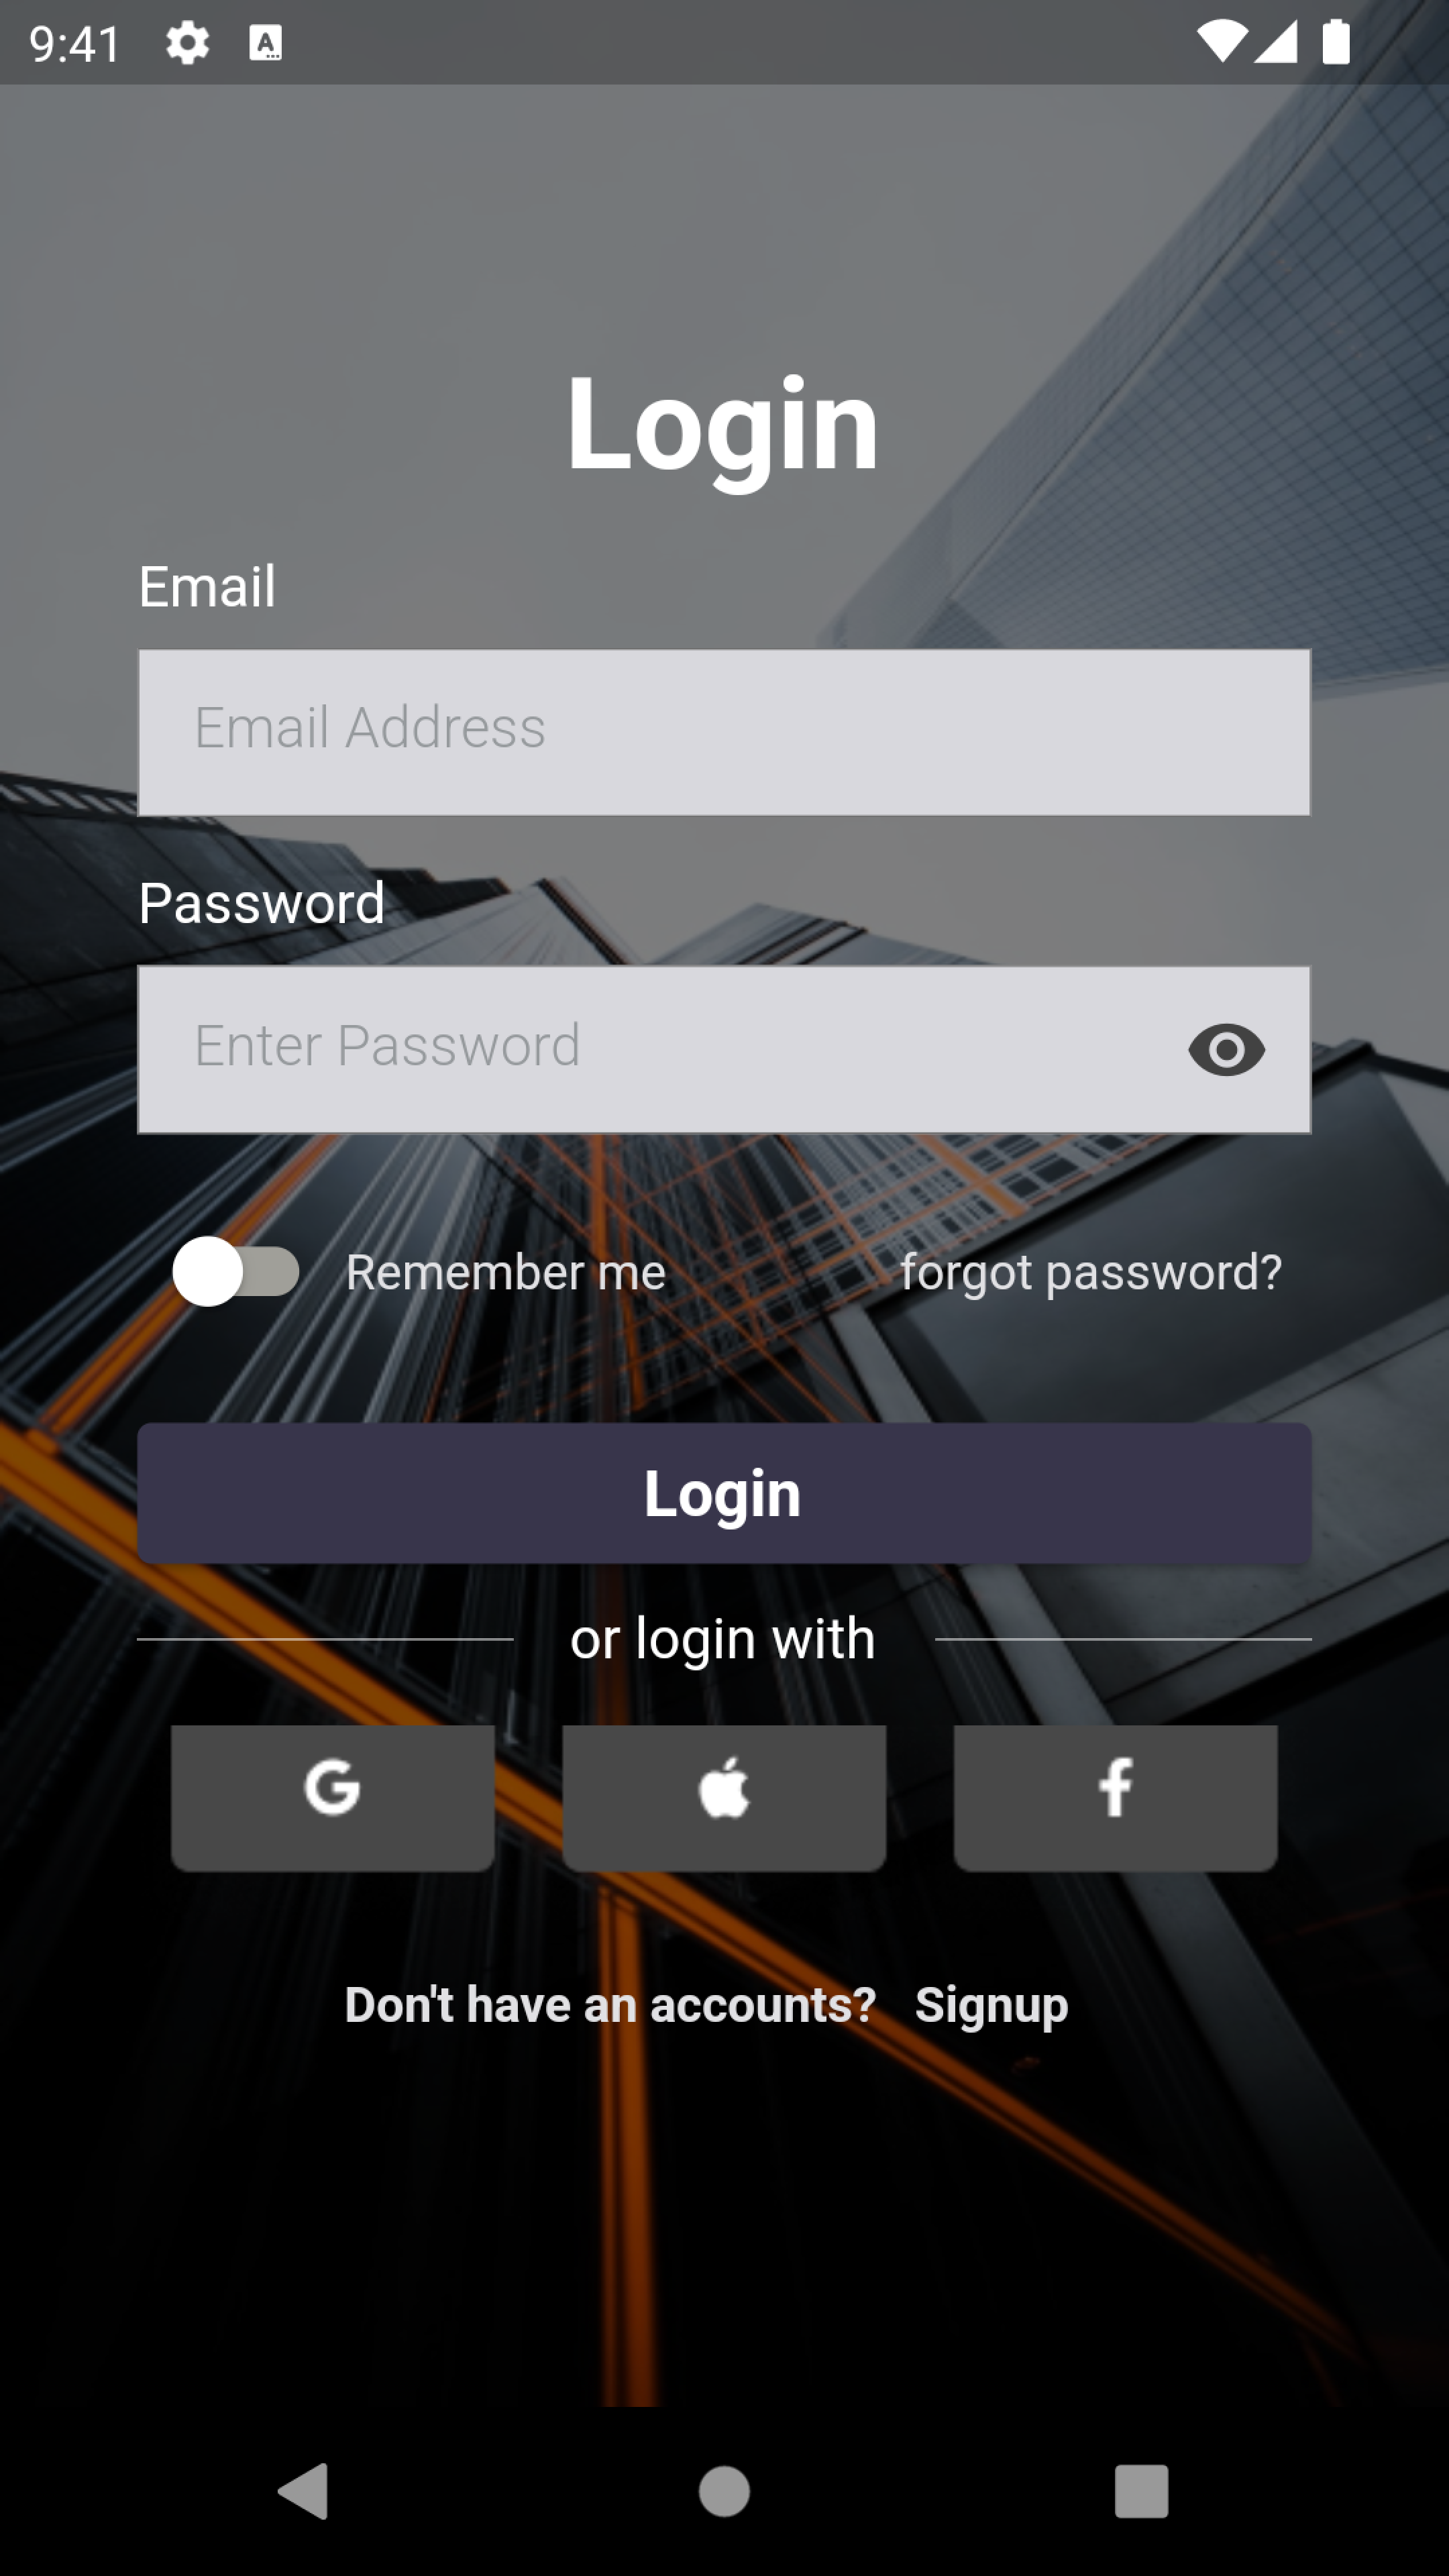 9:41
Login
Email
Email Address
Password
Enter Password
Remember me forgot password?
Login
or login with
Don't have an accounts? Signup